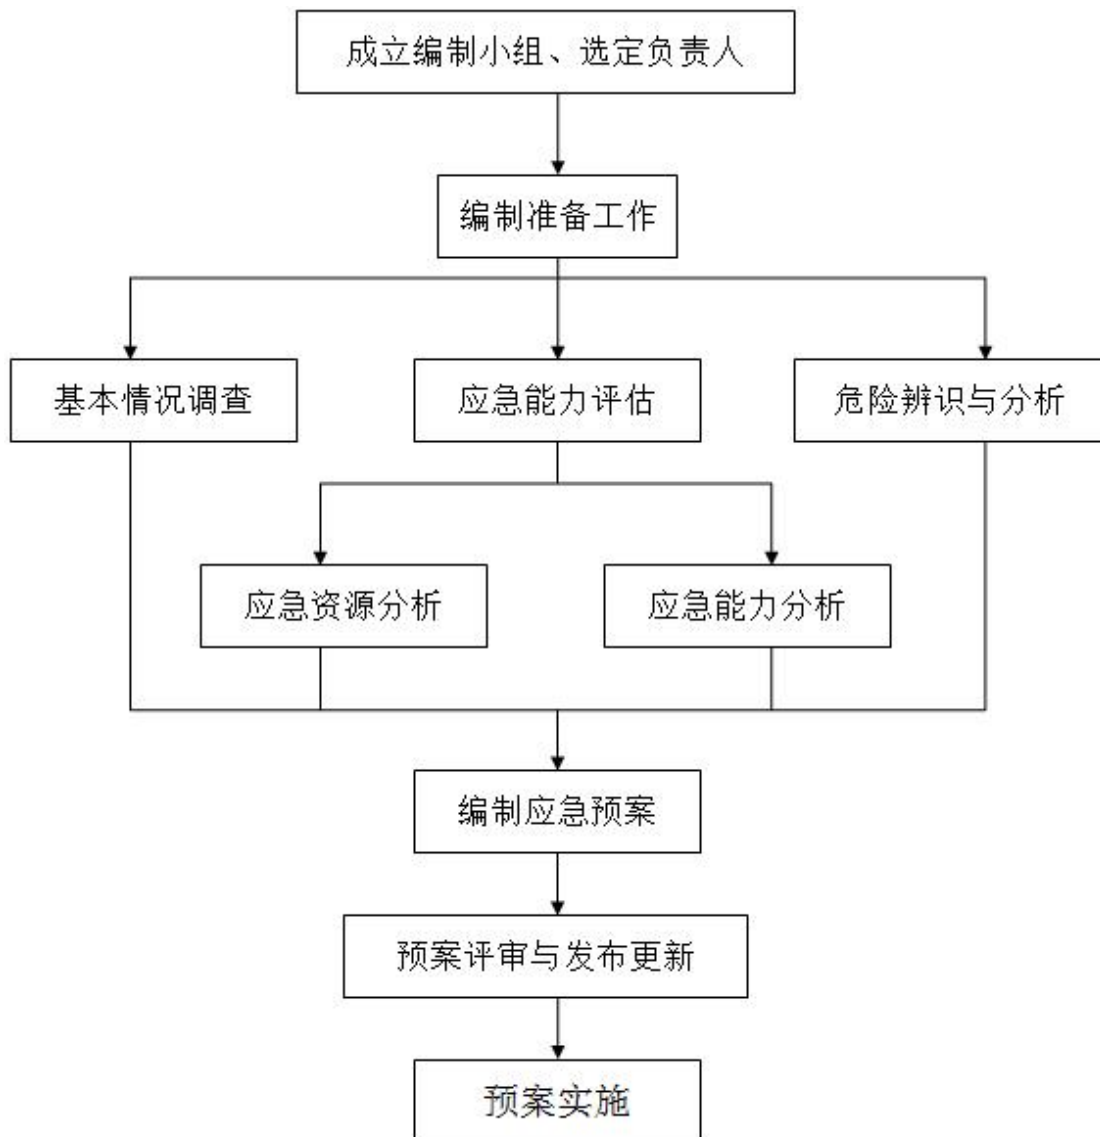 成立编制小组、选定负责人
编制准备工作
基本情况调查
应急能力评估
危险辨识与分析
应急资源分析
应急能力分析
编制应急预案
预案评审与发布更新
预案实施